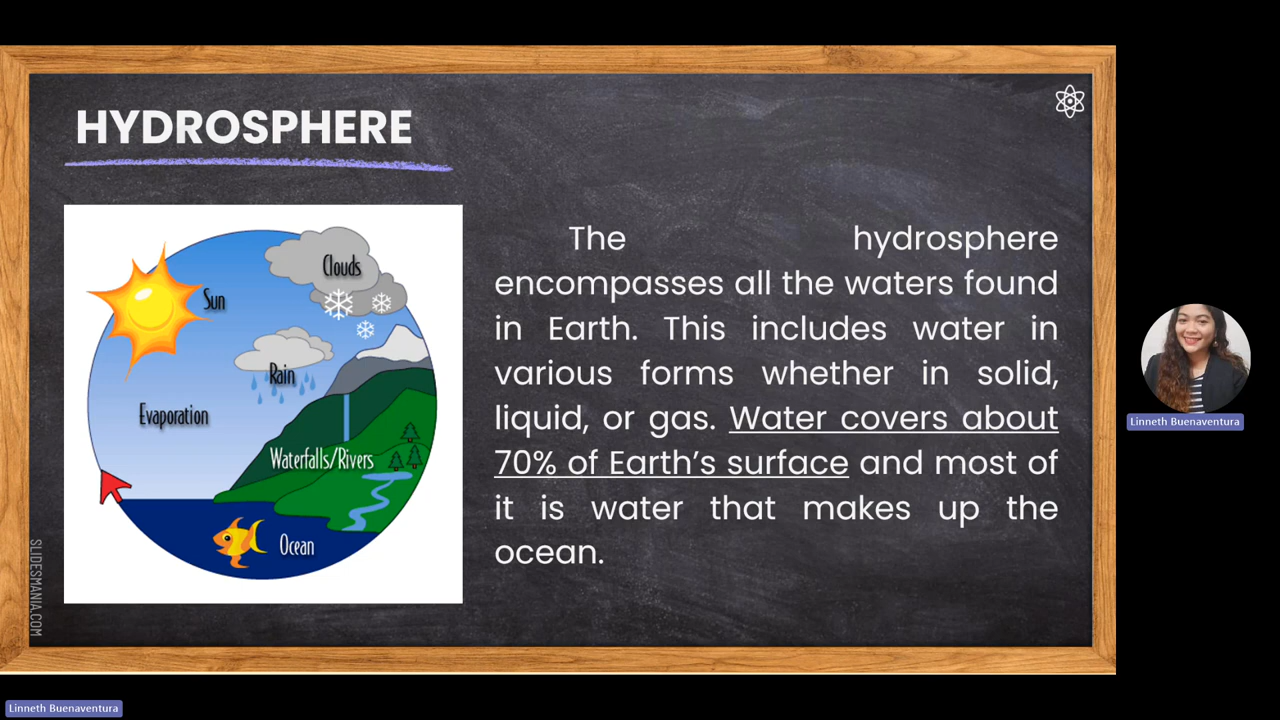 HYDROSPHERE
Clouds
Sun
Rain
Evaporation
Waterfalls/Rivers
Ocean
The hydrosphere
encompasses all the waters found
in Earth. This includes water in
various forms whether in solid,
liquid, or gas. Water covers about
70% of Earth's surface and most of
it is water that makes up the
ocean.
SLIDESMANIA.COM
Linneth Buenaventura
Linneth Buenaventura